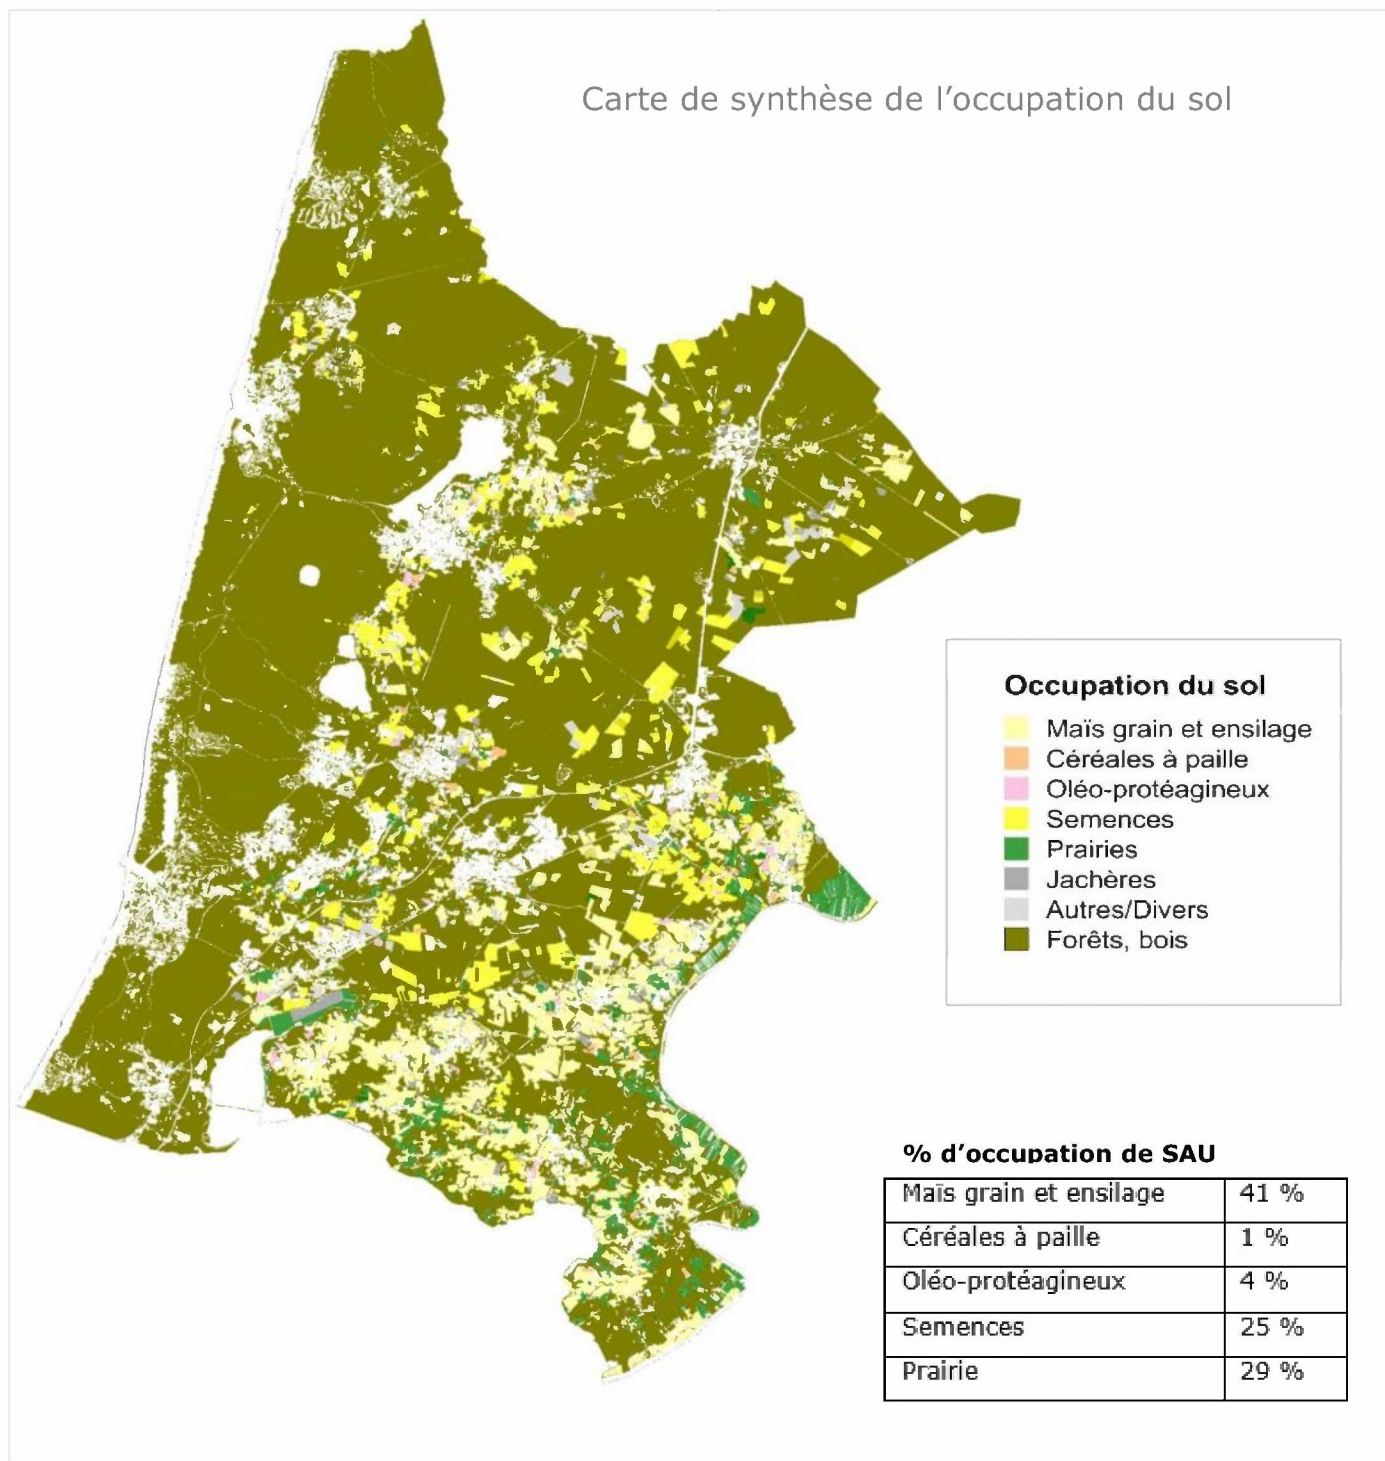 Carte de synthèse de l'occupation du sol
Occupation du sol
Maïs grain et ensilage
Céréales à paille
Oléo-protéagineux
Semences
Prairies
Jachères
Autres/Divers
Forêts, bois
% d'occupation de SAU
Maïs grain et ensilage 41 %
Céréales à paille 1 %
Oléo-protéagineux 4 %
Semences 25 %
Prairie 29 %